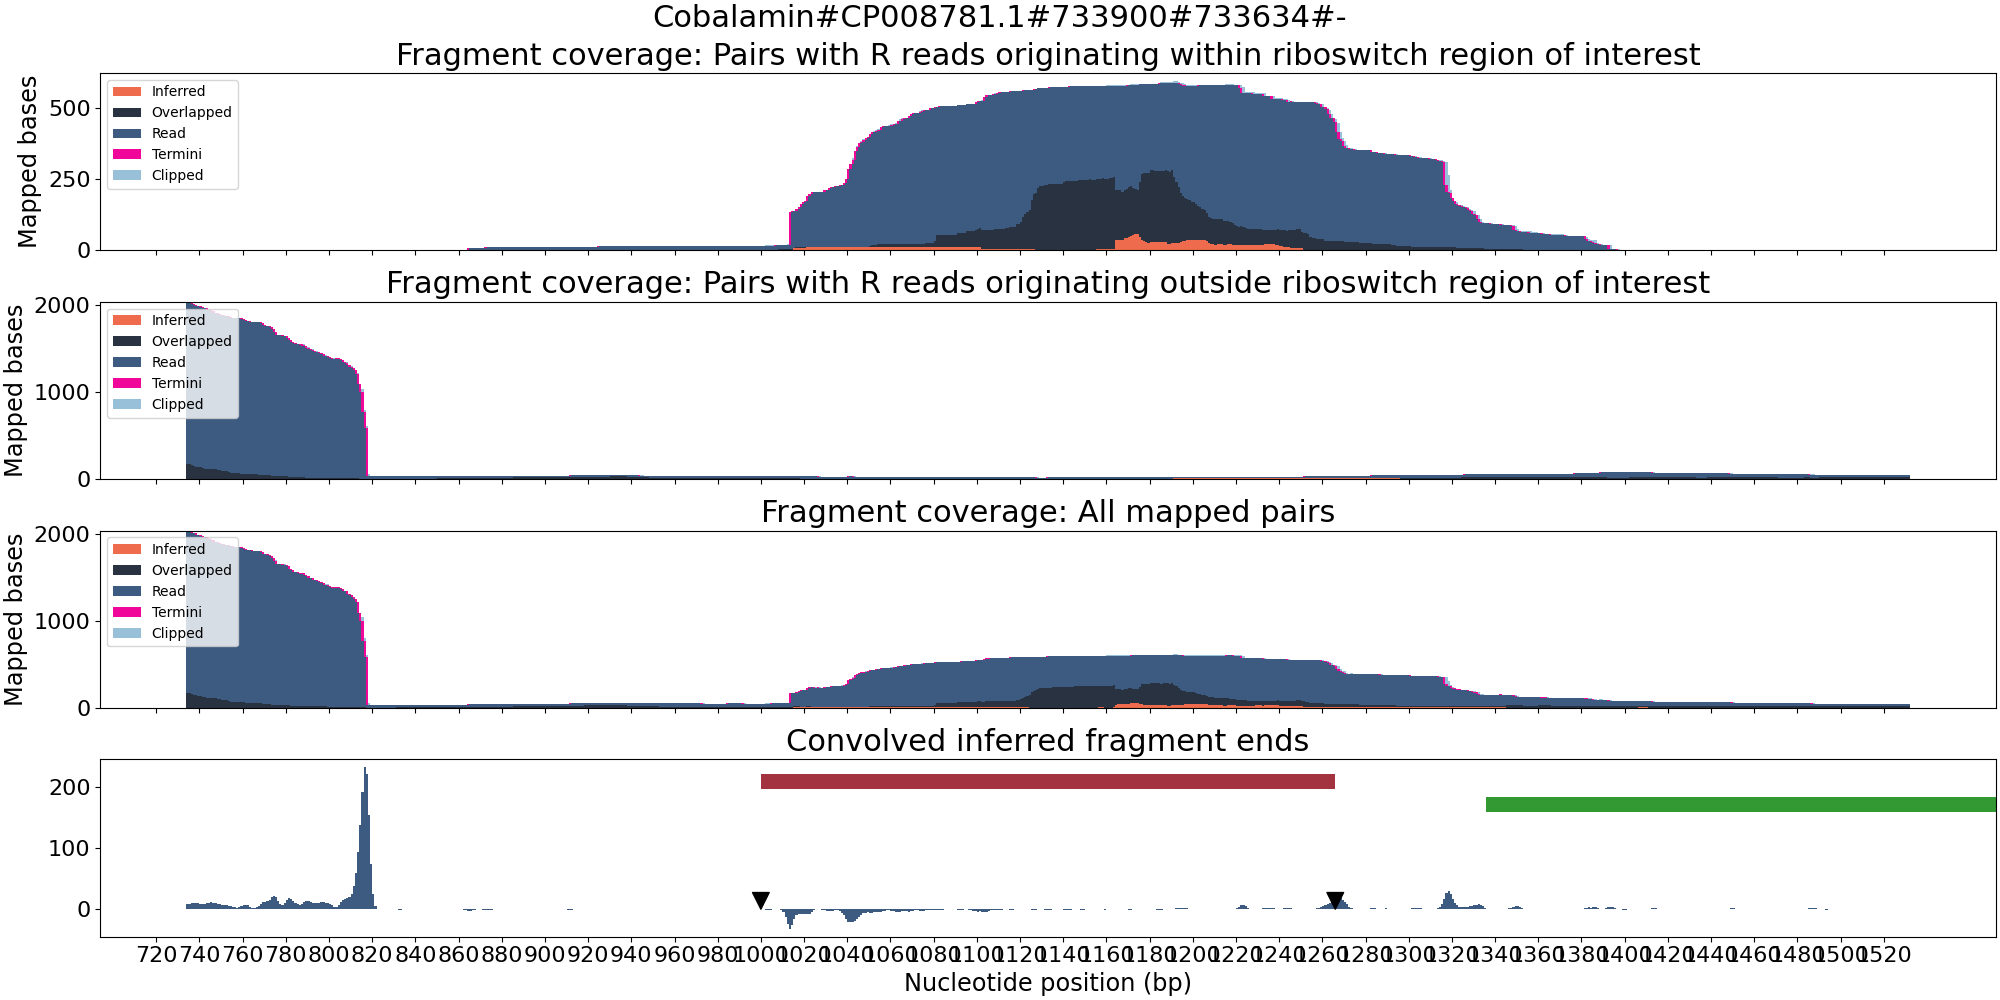 Cobalamin#CP008781.1#733900#733634#-
Fragment coverage: Pairs with R reads originating within riboswitch region of interest
Mapped bases
500
250
0
Inferred
Overlapped
Read
Termini
Clipped
Fragment coverage: Pairs with R reads originating outside riboswitch region of interest
Mapped bases
2000
1000
0
Inferred
Overlapped
Read
Termini
Clipped
Fragment coverage: All mapped pairs
Mapped bases
2000
1000
0
Inferred
Overlapped
Read
Termini
Clipped
Convolved inferred fragment ends
200
100
0
720 740 760 780 800 820 840 860 880 900 920 940 960 980 1000 1020 1040 1060 1080 1100 1120 1140 1160 1180 1200 1220 1240 1260 1280 1300 1320 1340 1360 1380 1400 1420 1440 1460 1480 1500 1520
Nucleotide position (bp)